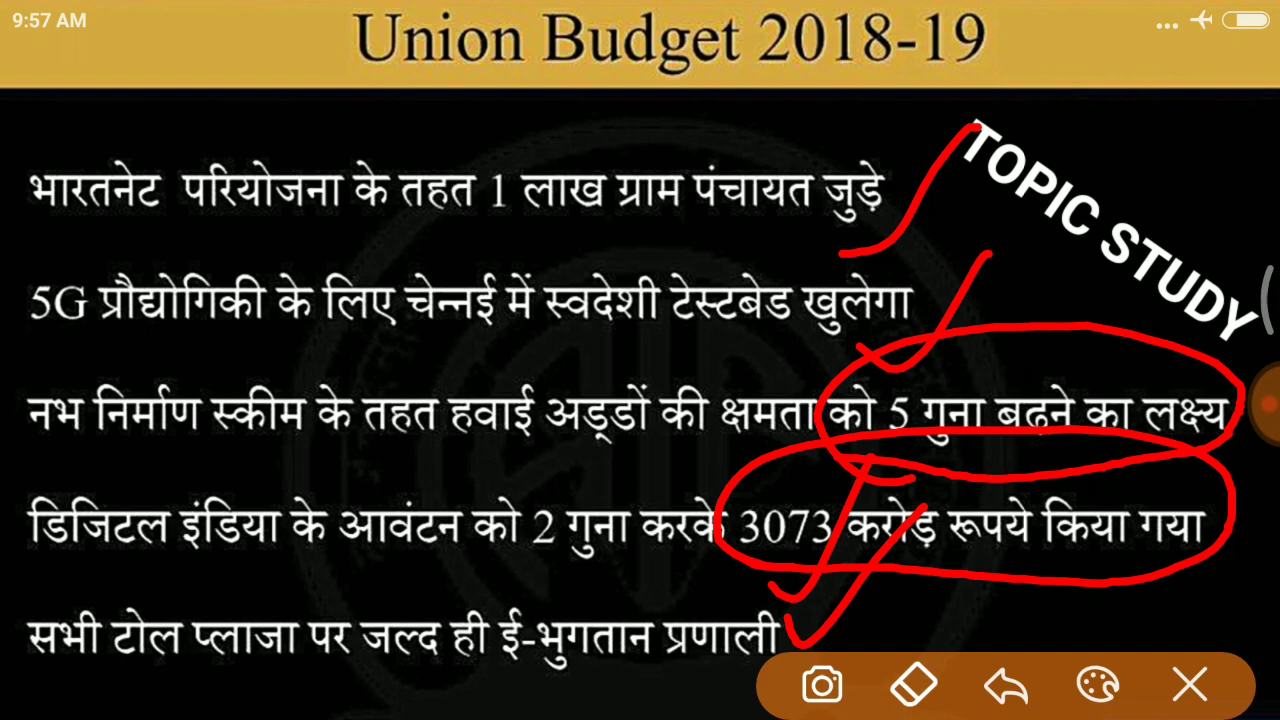 9:57 AM
Union Budget 2018-19
TOPIC STUDY
भारतनेट परियोजना के तहत 1 लाख ग्राम पंचायत जुड़े
5G प्रौद्योगिकी के लिए चेन्नई में स्वदेशी टेस्टबेड खुलेगा
नभ निर्माण स्कीम के तहत हवाई अड्डों की क्षमता को 5 गुना बढ़ने का लक्ष्य
डिजिटल इंडिया के आवंटन को 2 गुना करके 3073 करोड़ रूपये किया गया
सभी टोल प्लाजा पर जल्द ही ई-भुगतान प्रणाली